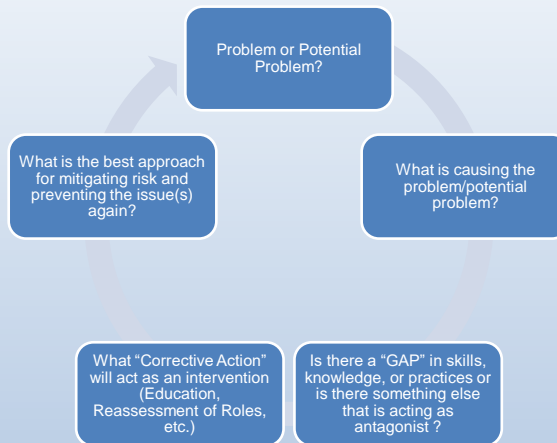 Problem or Potential
Problem?
What is causing the
problem/potential
problem?
Is there a “GAP” in skills,
knowledge, or practices or
is there something else
that is acting as
antagonist ?
What “Corrective Action”
will act as an intervention
(Education,
Reassessment of Roles,
etc.)
What is the best approach
for mitigating risk and
preventing the issue(s)
again?